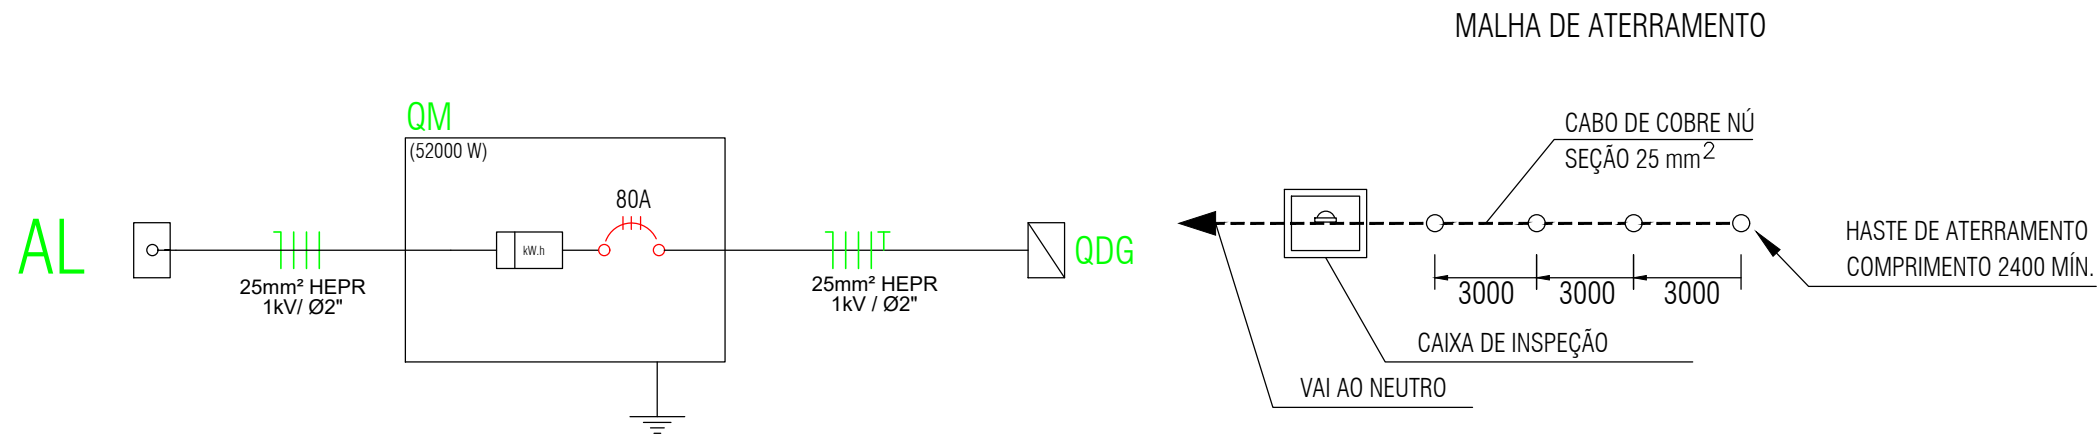 MALHA DE ATERRAMENTO
QM
(52000 W)
80A
AL
kW.h
25mm² HEPR
1kV/ Ø2"
25mm² HEPR
1kV / Ø2"
QDG
CABO DE COBRE NÚ
SEÇÃO 25 mm²
HASTE DE ATERRAMENTO
COMPRIMENTO 2400 MÍN.
3000 3000 3000
CAIXA DE INSPEÇÃO
VAI AO NEUTRO